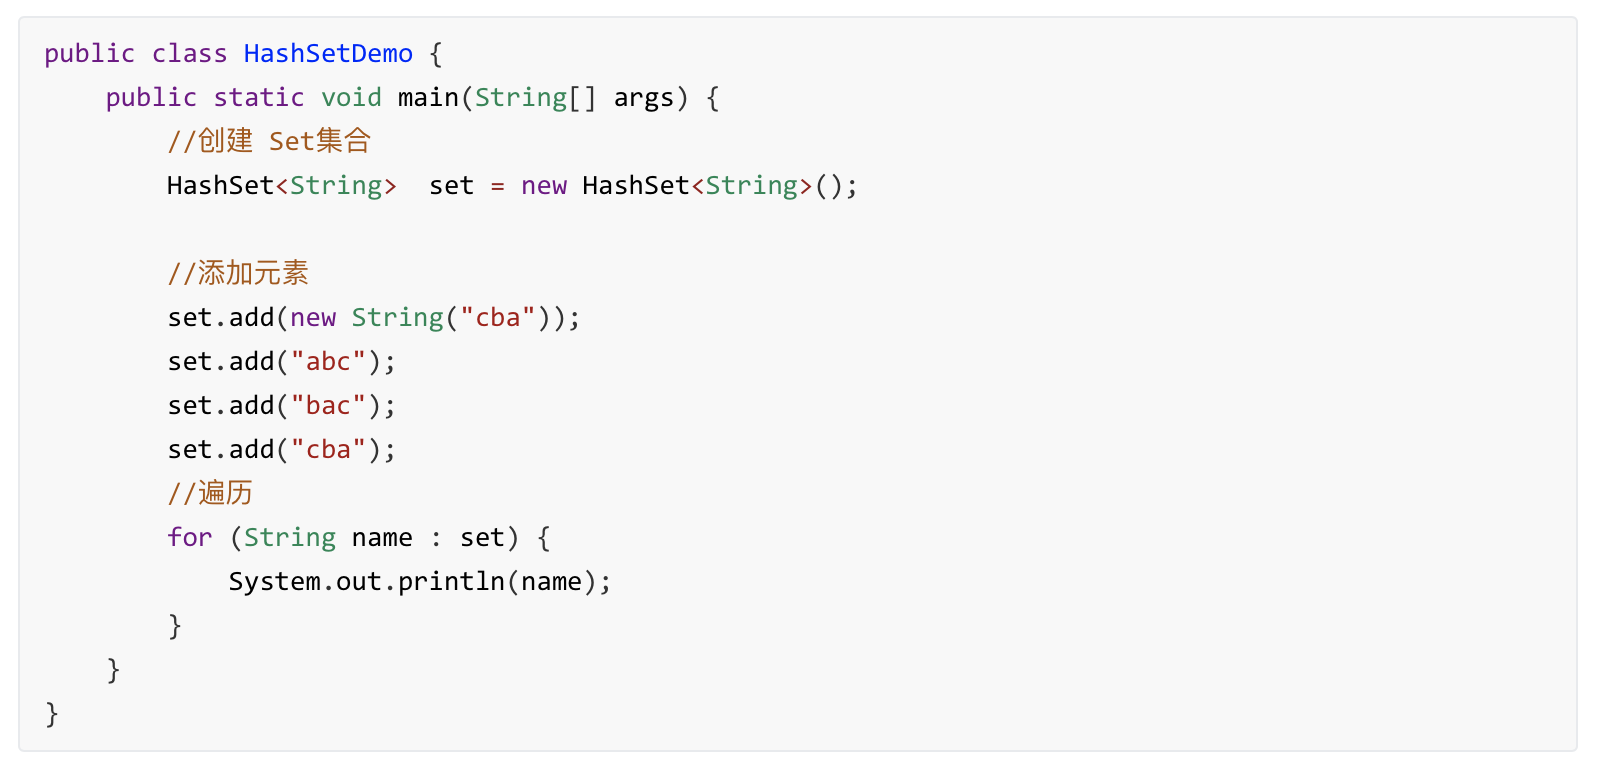 public class HashSetDemo {
    public static void main(String[] args) {
        //创建 Set集合
        HashSet<String>  set = new HashSet<String>();

        //添加元素
        set.add(new String("cba"));
        set.add("abc");
        set.add("bac");
        set.add("cba");
        //遍历
        for (String name : set) {
            System.out.println(name);
        }
    }
}